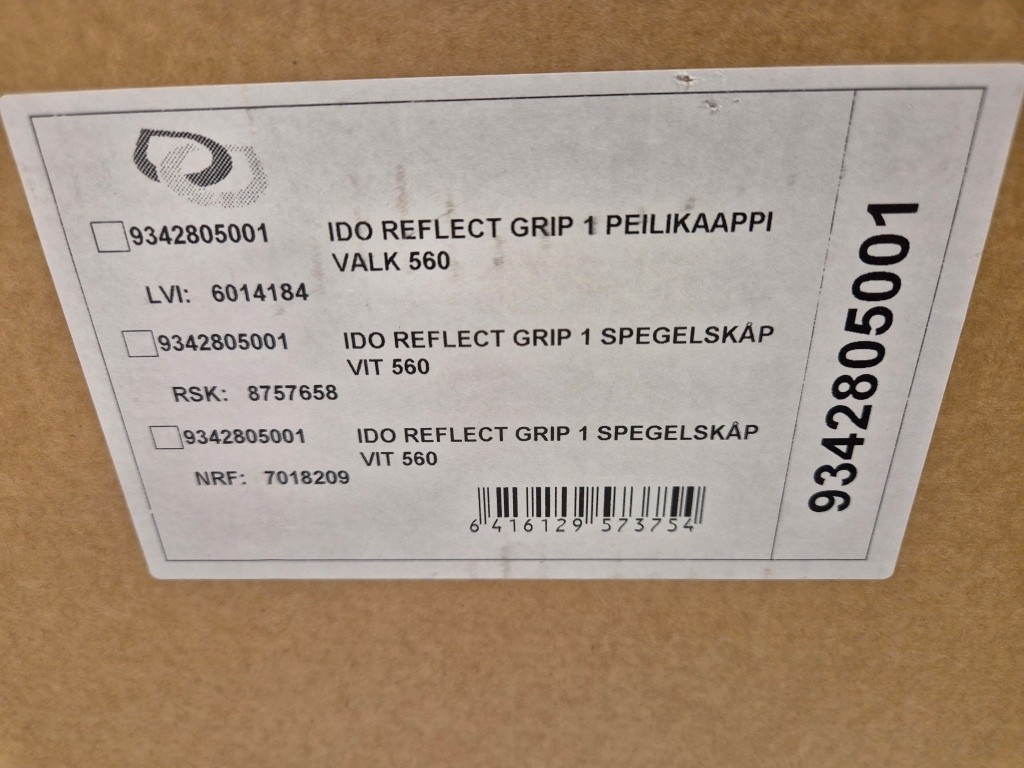 9342805001 IDO REFLECT GRIP 1 PEILIKAAPPI
VALK 560
LVI: 6014184
9342805001 IDO REFLECT GRIP 1 SPEGELSKÅP
VIT 560
RSK: 8757658
9342805001 IDO REFLECT GRIP 1 SPEGELSKÅP
VIT 560
NRF: 7018209
6 416129 573754
9342805001